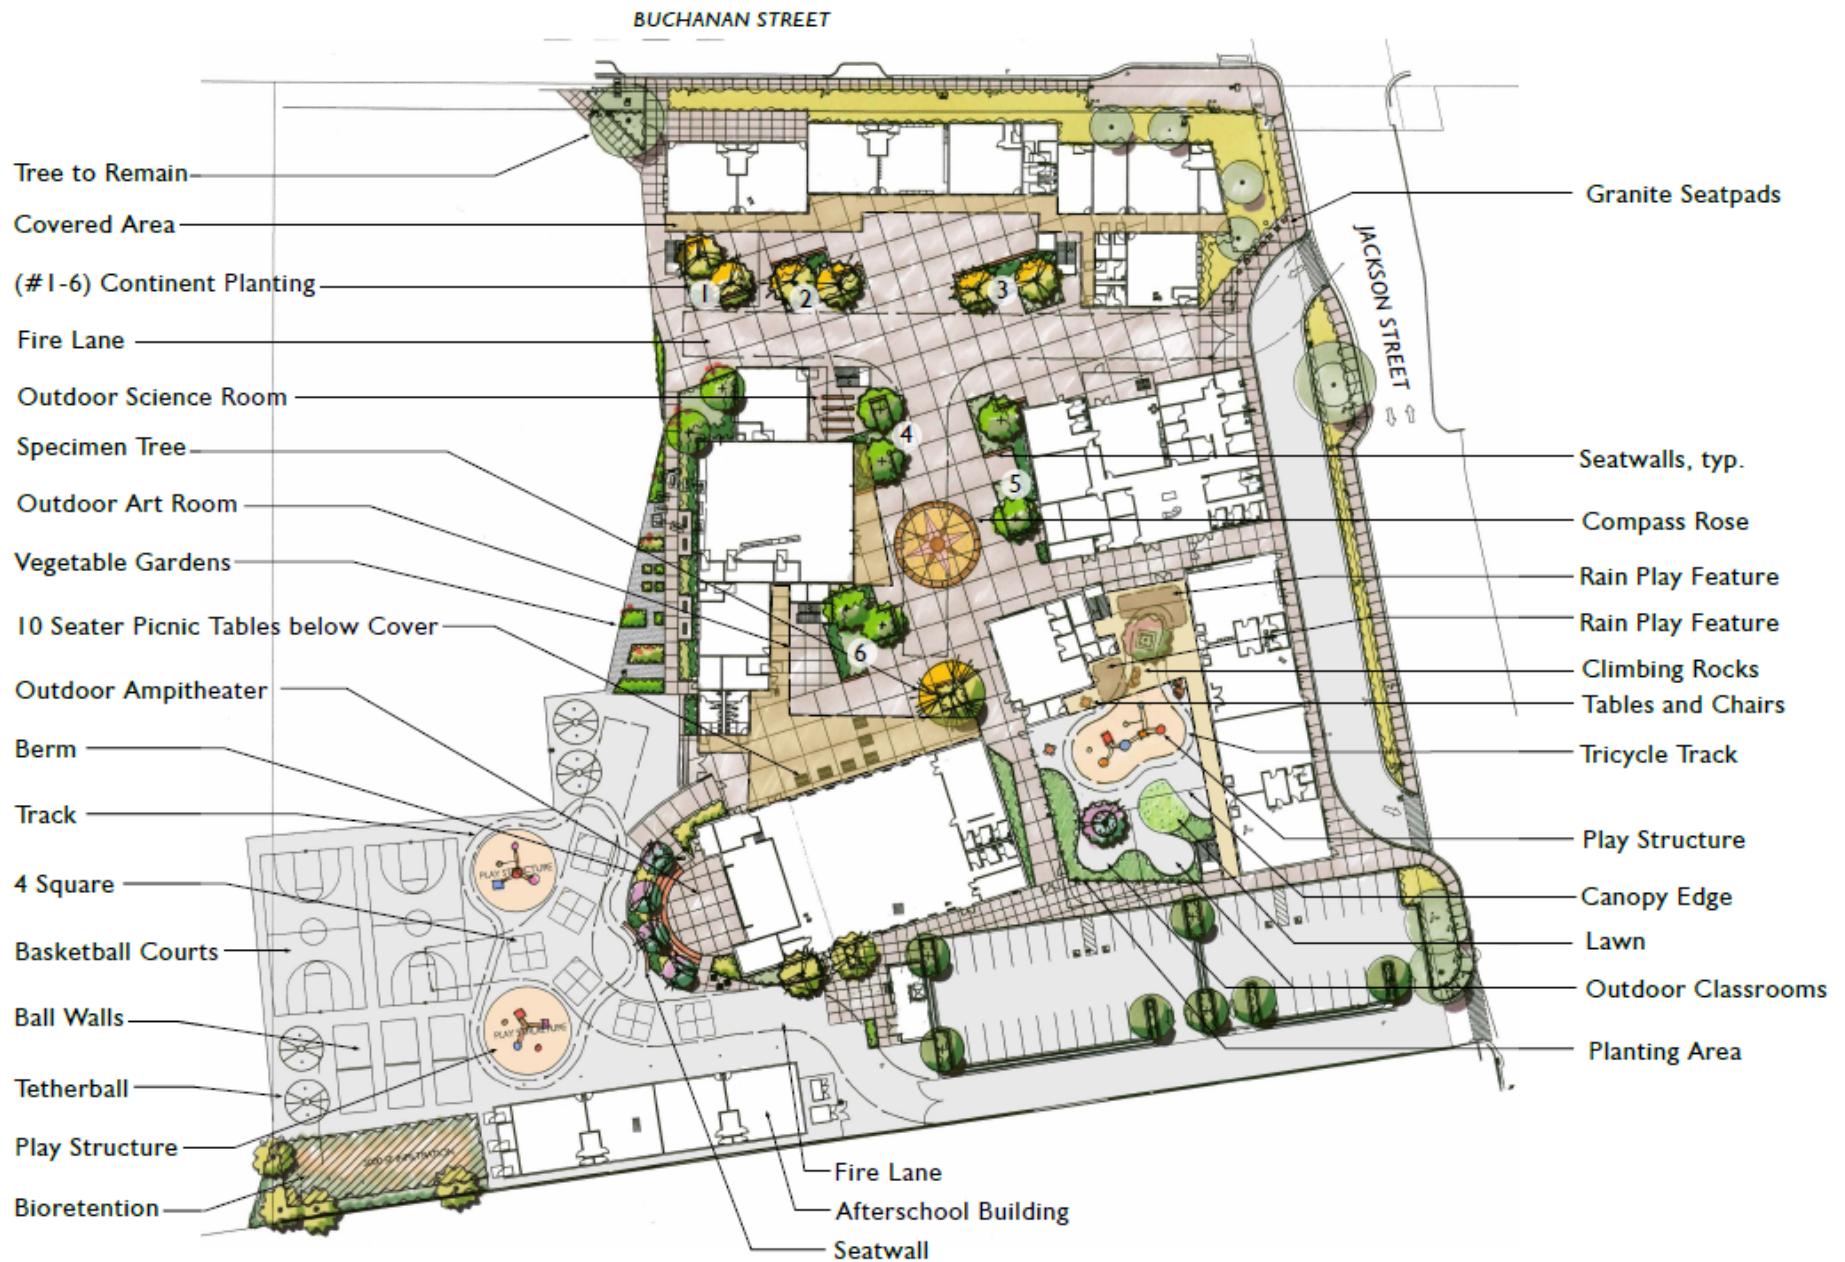 BUCHANAN STREET
Tree to Remain
Covered Area
(#1-6) Continent Planting
Fire Lane
Outdoor Science Room
Specimen Tree
Outdoor Art Room
Vegetable Gardens
10 Seater Picnic Tables below Cover
Outdoor Ampitheater
Berm
Track
4 Square
Basketball Courts
Ball Walls
Tetherball
Play Structure
Bioretention
1
2
3
4
5
6
PLAY STRUCTURE
PLAY STRUCTURE
JACKSON STREET
Granite Seatpads
Seatwalls, typ.
Compass Rose
Rain Play Feature
Rain Play Feature
Climbing Rocks
Tables and Chairs
Tricycle Track
Play Structure
Canopy Edge
Lawn
Outdoor Classrooms
Planting Area
Fire Lane
Afterschool Building
Seatwall